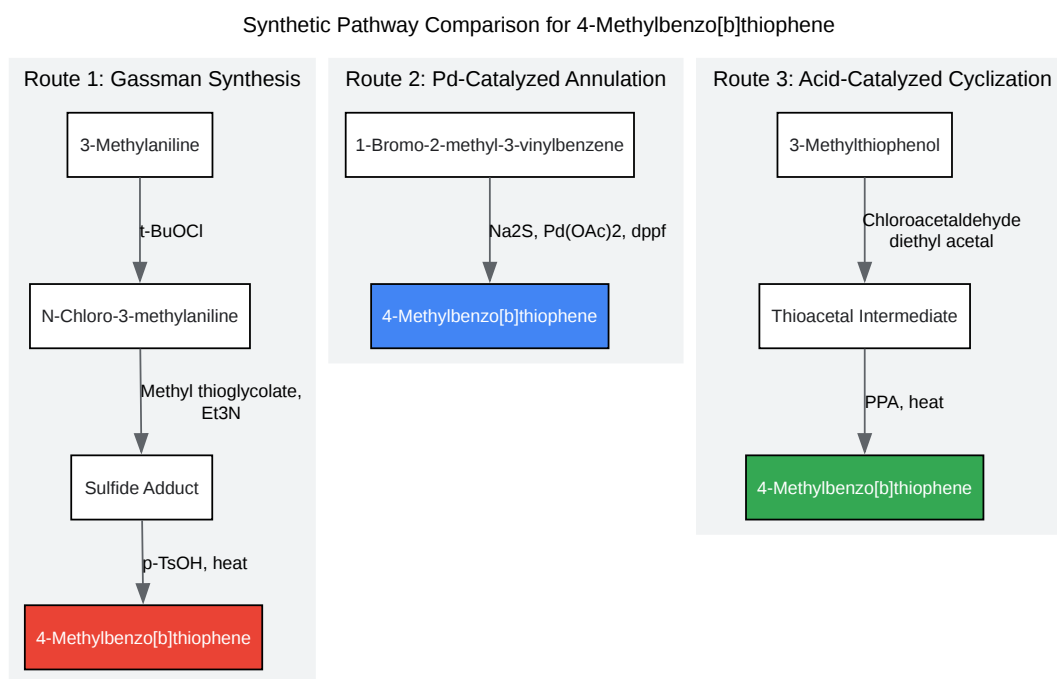 Synthetic Pathway Comparison for 4-Methylbenzo[b]thiophene
Route 1: Gassman Synthesis
3-Methylaniline
t-BuOCl
N-Chloro-3-methylaniline
Methyl thioglycolate,
Et3N
Sulfide Adduct
p-TsOH, heat
4-Methylbenzo[b]thiophene
Route 2: Pd-Catalyzed Annulation
1-Bromo-2-methyl-3-vinylbenzene
Na2S, Pd(OAc)2, dppf
4-Methylbenzo[b]thiophene
Route 3: Acid-Catalyzed Cyclization
3-Methylthiophenol
Chloroacetaldehyde
diethyl acetal
Thioacetal Intermediate
PPA, heat
4-Methylbenzo[b]thiophene